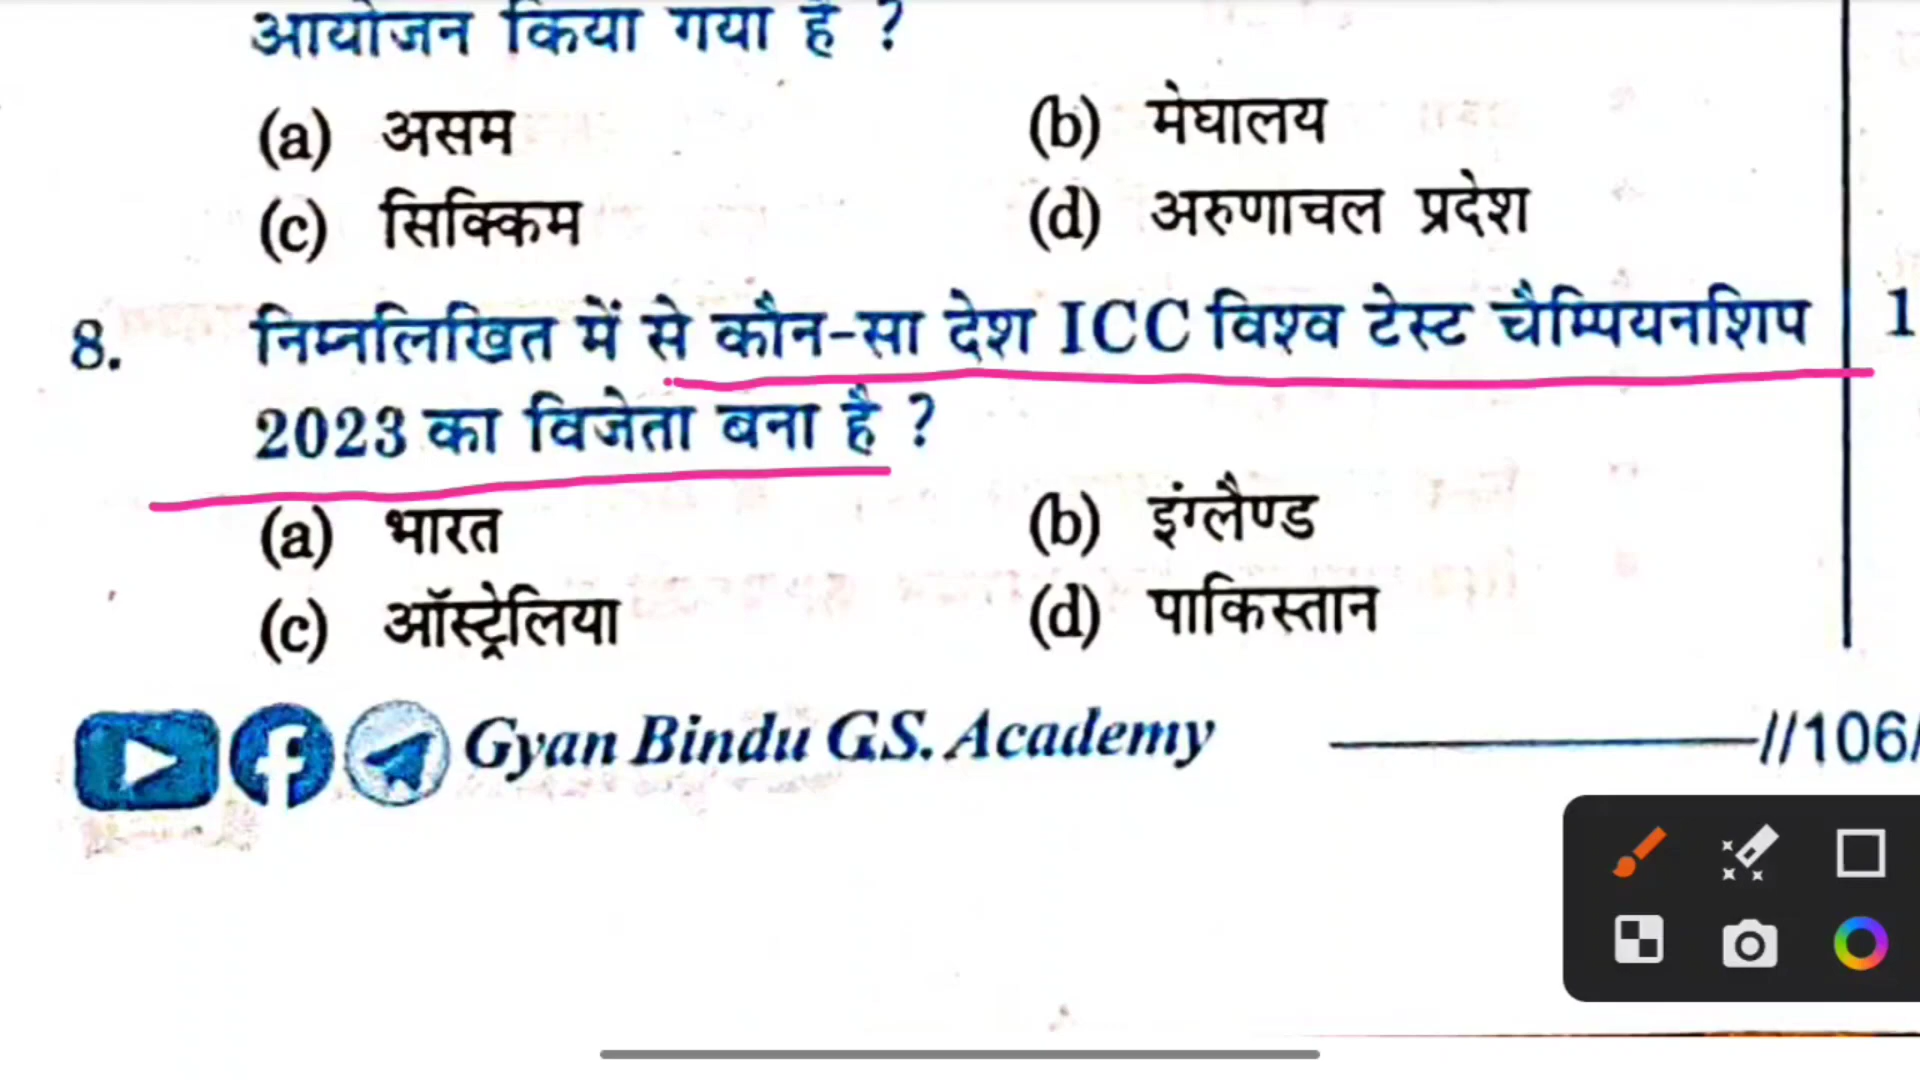 आयोजन किया गया है ?
(a) असम (b) मेघालय
(c) सिक्किम (d) अरुणाचल प्रदेश
8. निम्नलिखित में से कौन-सा देश ICC विश्व टेस्ट चैम्पियनशिप 1
2023 का विजेता बना है ?
(a) भारत (b) इंग्लैण्ड
(c) ऑस्ट्रेलिया (d) पाकिस्तान
Gyan Bindu G.S. Academy //106/